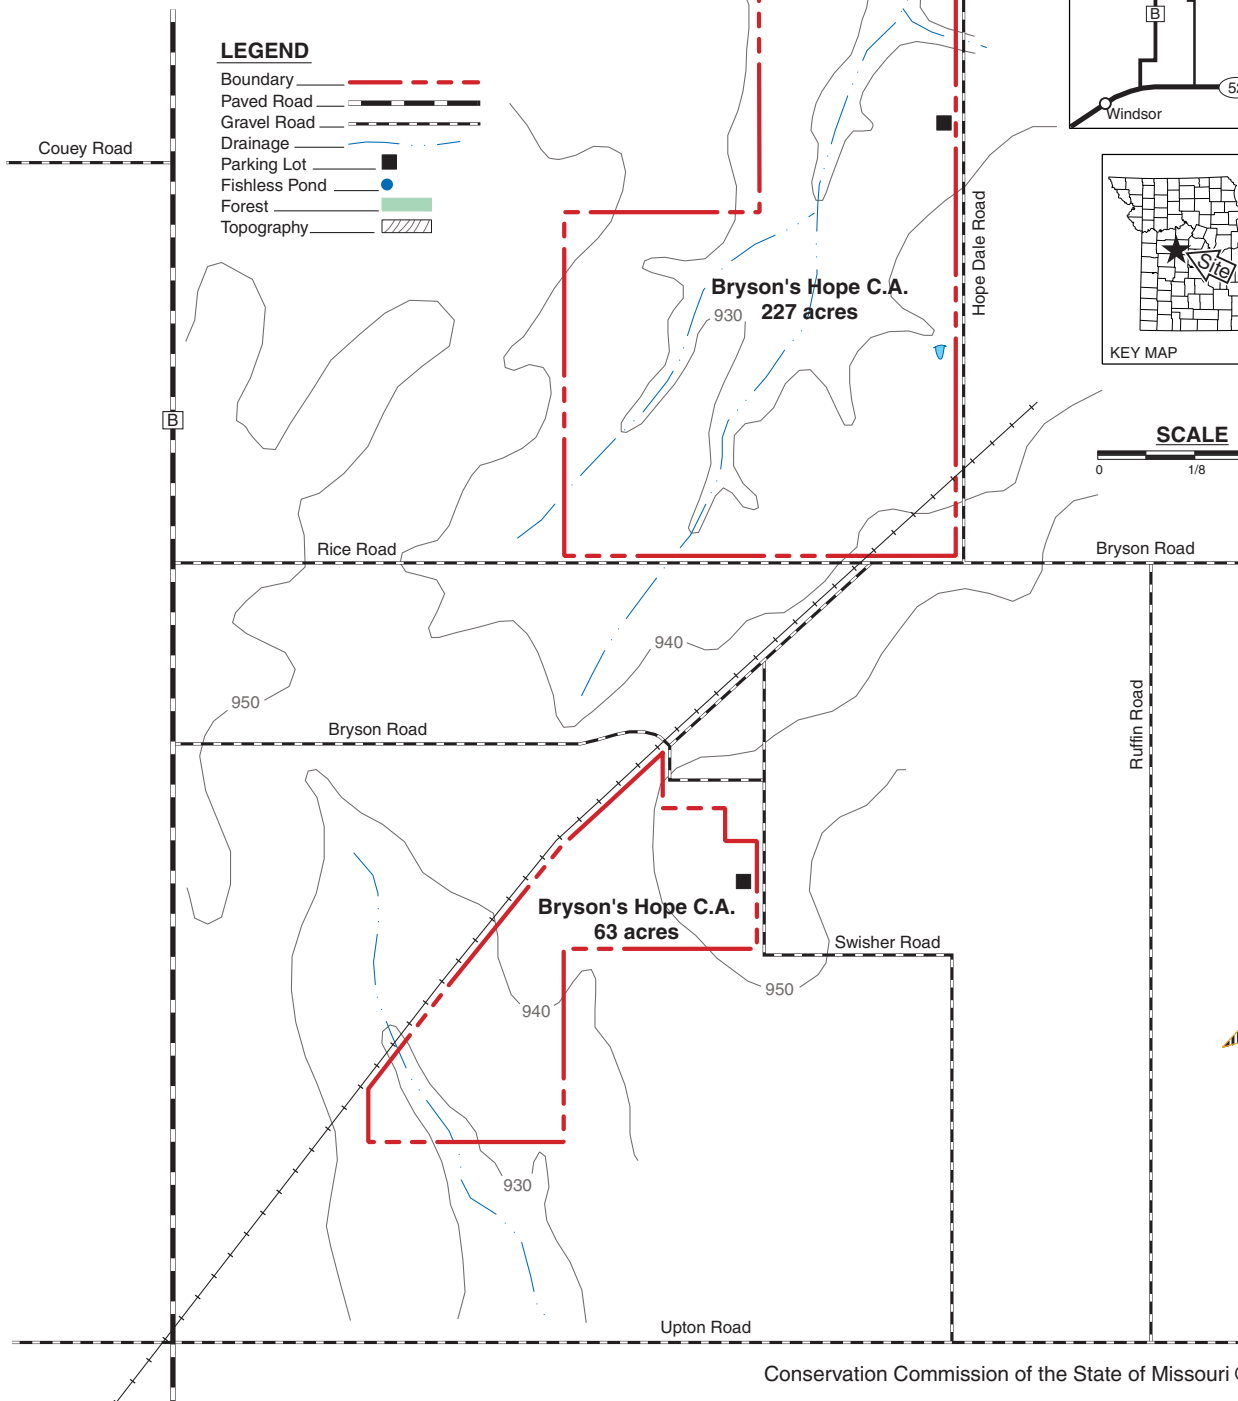 LEGEND
Boundary
Paved Road
Gravel Road
Drainage
Parking Lot
Fishless Pond
Forest
Topography
Couey Road
B
Windsor
Site
KEY MAP
SCALE
0 1/8
Hope Dale Road
Bryson's Hope C.A.
227 acres
930
B
Rice Road
Bryson Road
940
950
Bryson Road
Ruffin Road
Bryson's Hope C.A.
63 acres
Swisher Road
950
940
930
Upton Road
Conservation Commission of the State of Missouri